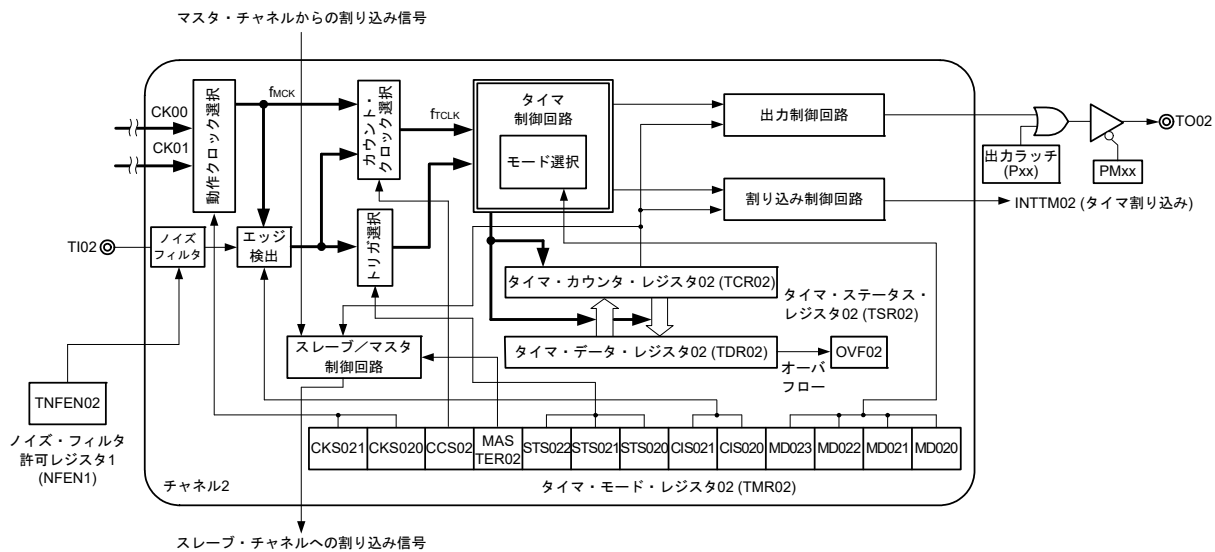 マスタ・チャネルからの割り込み信号
CK00
CK01
動作クロック選択
fMCK
カウント・
クロック選択
fTCLK
タイマ
制御回路
モード選択
出力制御回路
出力ラッチ
(Pxx)
PMxx
TO02
割り込み制御回路
INTTM02 (タイマ割り込み)
TI02
ノイズ
フィルタ
エッジ
検出
トリガ選択
タイマ・カウンタ・レジスタ02 (TCR02)
タイマ・ステータス・
レジスタ02 (TSR02)
スレーブ／マスタ
制御回路
タイマ・データ・レジスタ02 (TDR02)
オーバ
フロー
OVF02
TNFEN02
ノイズ・フィルタ
許可レジスタ1
(NFEN1)
CKS021
CKS020
CCS02
MAS
TER02
STS022
STS021
STS020
CIS021
CIS020
MD023
MD022
MD021
MD020
チャネル2
タイマ・モード・レジスタ02 (TMR02)
スレーブ・チャネルへの割り込み信号